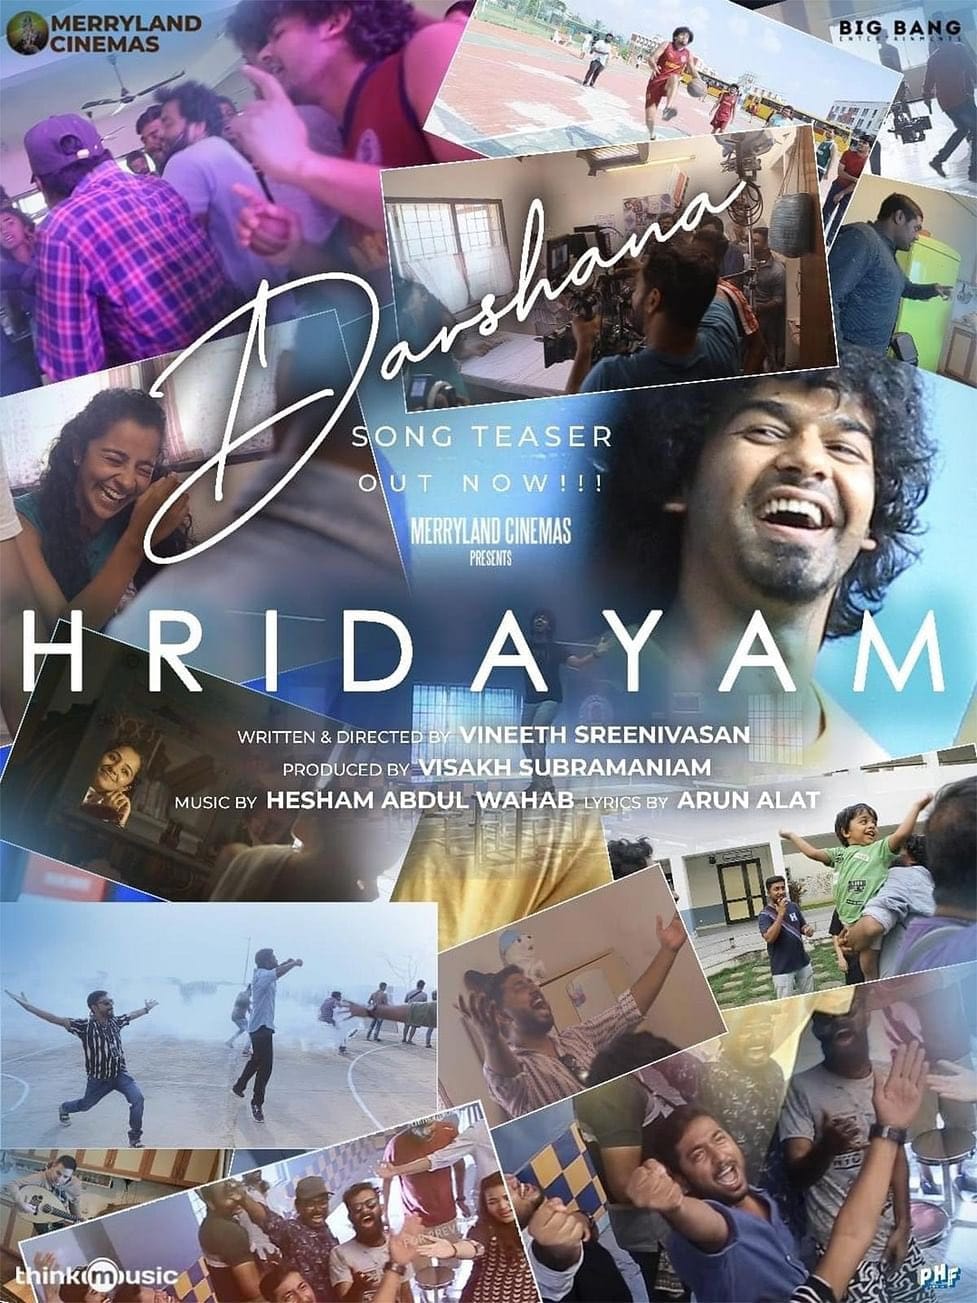 MERRYLAND
CINEMAS
BIG BANG
ENTERTAINMENTS
Darshana
SONG TEASER
OUT NOW!!!
MERRYLAND CINEMAS
PRESENTS
HRIDAYAM
WRITTEN & DIRECTED BY VINEETH SREENIVASAN
PRODUCED BY VISAKH SUBRAMANIAM
MUSIC BY HESHAM ABDUL WAHAB LYRICS BY ARUN ALAT
think music
PHF